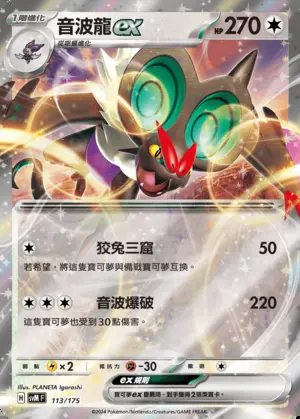 1階進化
音波龍ex
HP270
從嗡蝠進化
狡兔三窟 50
若希望，將這隻寶可夢與備戰寶可夢互換。
音波爆破 220
這隻寶可夢也受到30點傷害。
弱點 ×2 抵抗力 -30 撤退
ex規則
寶可夢ex昏厥時，對手獲得2張獎賞卡。
Illus. PLANETA Igarashi
H SVM F 113/175
©2024 Pokémon/Nintendo/Creatures/GAME FREAK.